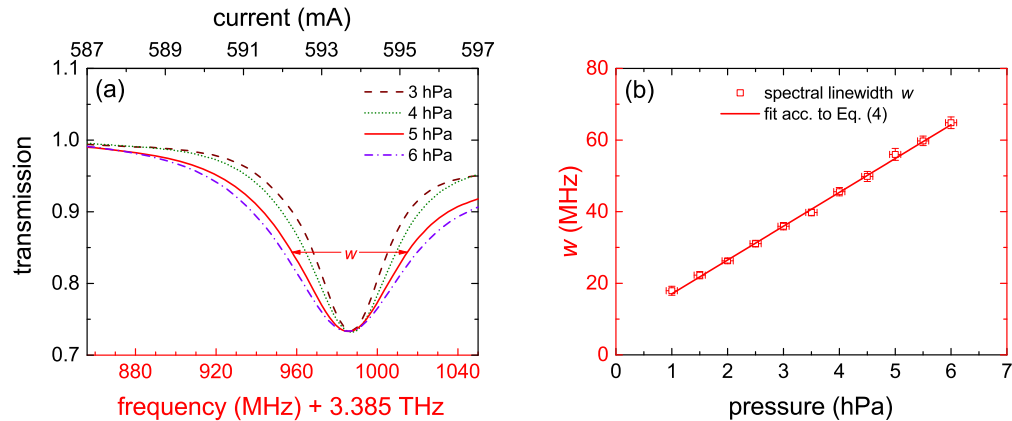 current (mA)
587 589 591 593 595 597
1.1
1.0
0.9
0.8
0.7
transmission
(a)
3 hPa
4 hPa
5 hPa
6 hPa
w
880 920 960 1000 1040
frequency (MHz) + 3.385 THz
80
60
40
20
0
w (MHz)
(b)
spectral linewidth w
fit acc. to Eq. (4)
0 1 2 3 4 5 6 7
pressure (hPa)